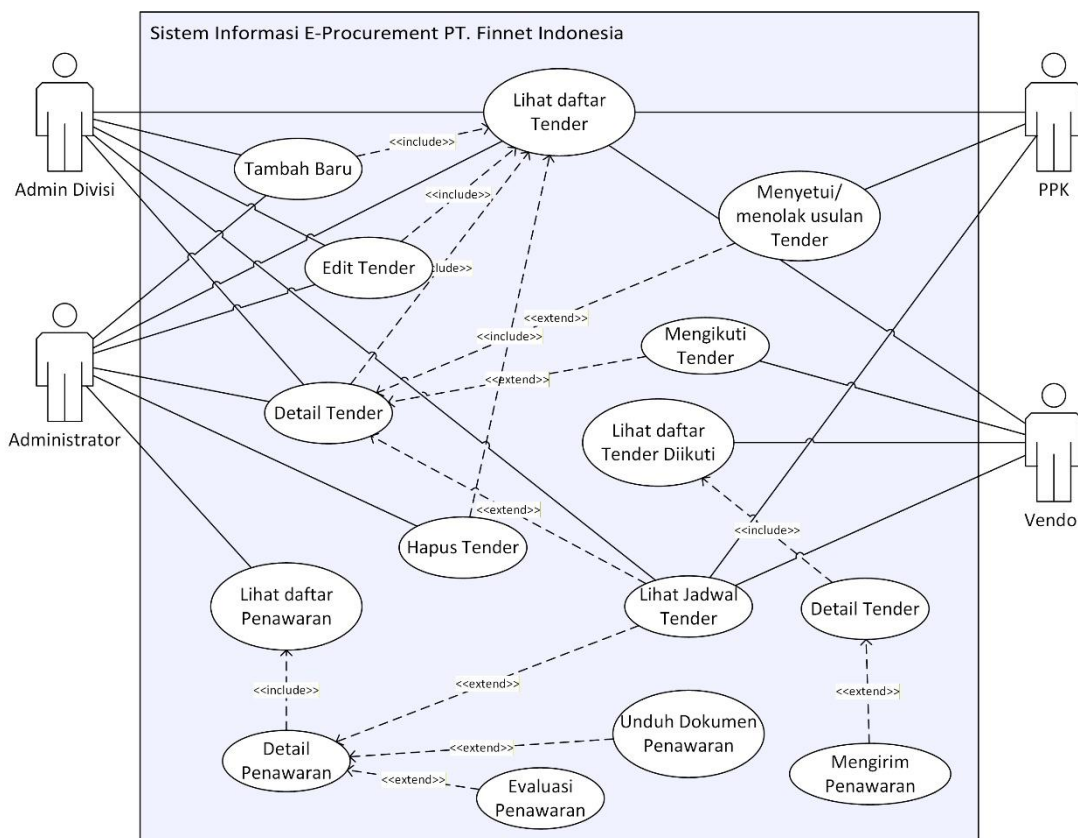 Sistem Informasi E-Procurement PT. Finnet Indonesia
Lihat daftar
Tender
<<include>>
Tambah Baru
Admin Divisi
PPK
<<include>>
Menyetui/
menolak usulan
Tender
Edit Tender
clude>>
<<extend>>
<<include>>
Mengikuti
Tender
<<extend>>
Detail Tender
Administrator
Lihat daftar
Tender Diikuti
Vendo
<<extend>>
<<include>>
Hapus Tender
Lihat daftar
Penawaran
Lihat Jadwal
Tender
Detail Tender
<<include>>
<<extend>>
<<extend>>
Unduh Dokumen
Penawaran
<<extend>>
Detail
Penawaran
<<extend>>
Evaluasi
Penawaran
Mengirim
Penawaran